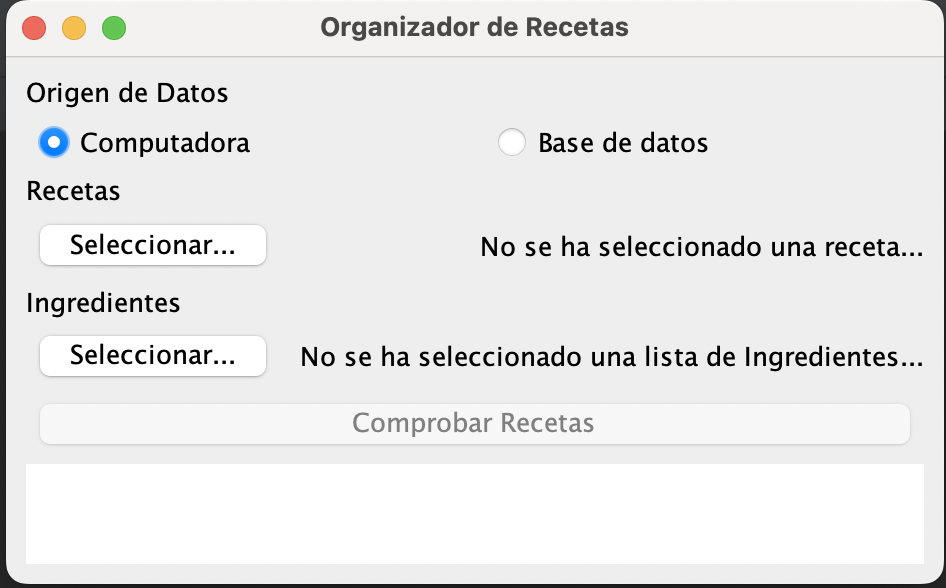 Organizador de Recetas
Origen de Datos
Computadora
Base de datos
Recetas
Seleccionar...
No se ha seleccionado una receta...
Ingredientes
Seleccionar...
No se ha seleccionado una lista de Ingredientes...
Comprobar Recetas